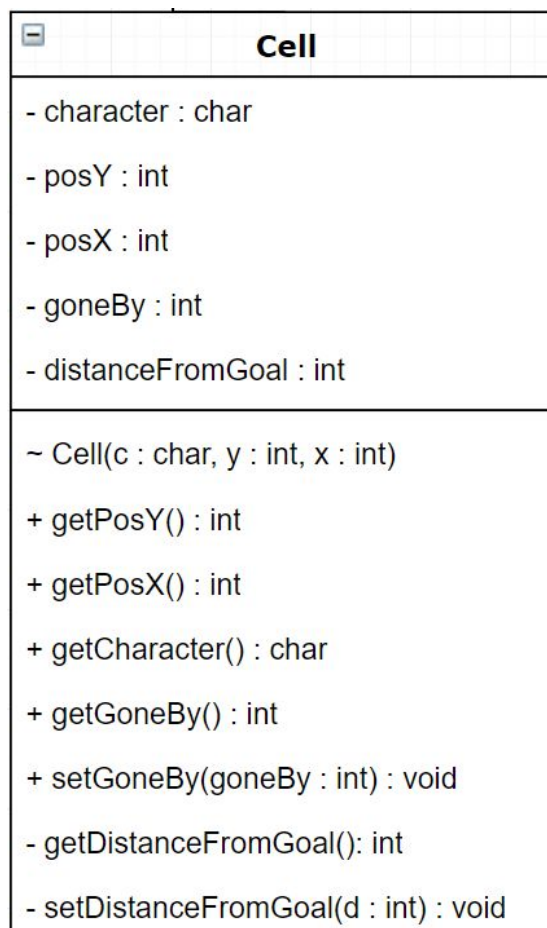 Cell
- character : char
- posY : int
- posX : int
- goneBy : int
- distanceFromGoal : int
~ Cell(c : char, y : int, x : int)
+ getPosY() : int
+ getPosX() : int
+ getCharacter() : char
+ getGoneBy() : int
+ setGoneBy(goneBy : int) : void
- getDistanceFromGoal(): int
- setDistanceFromGoal(d : int) : void